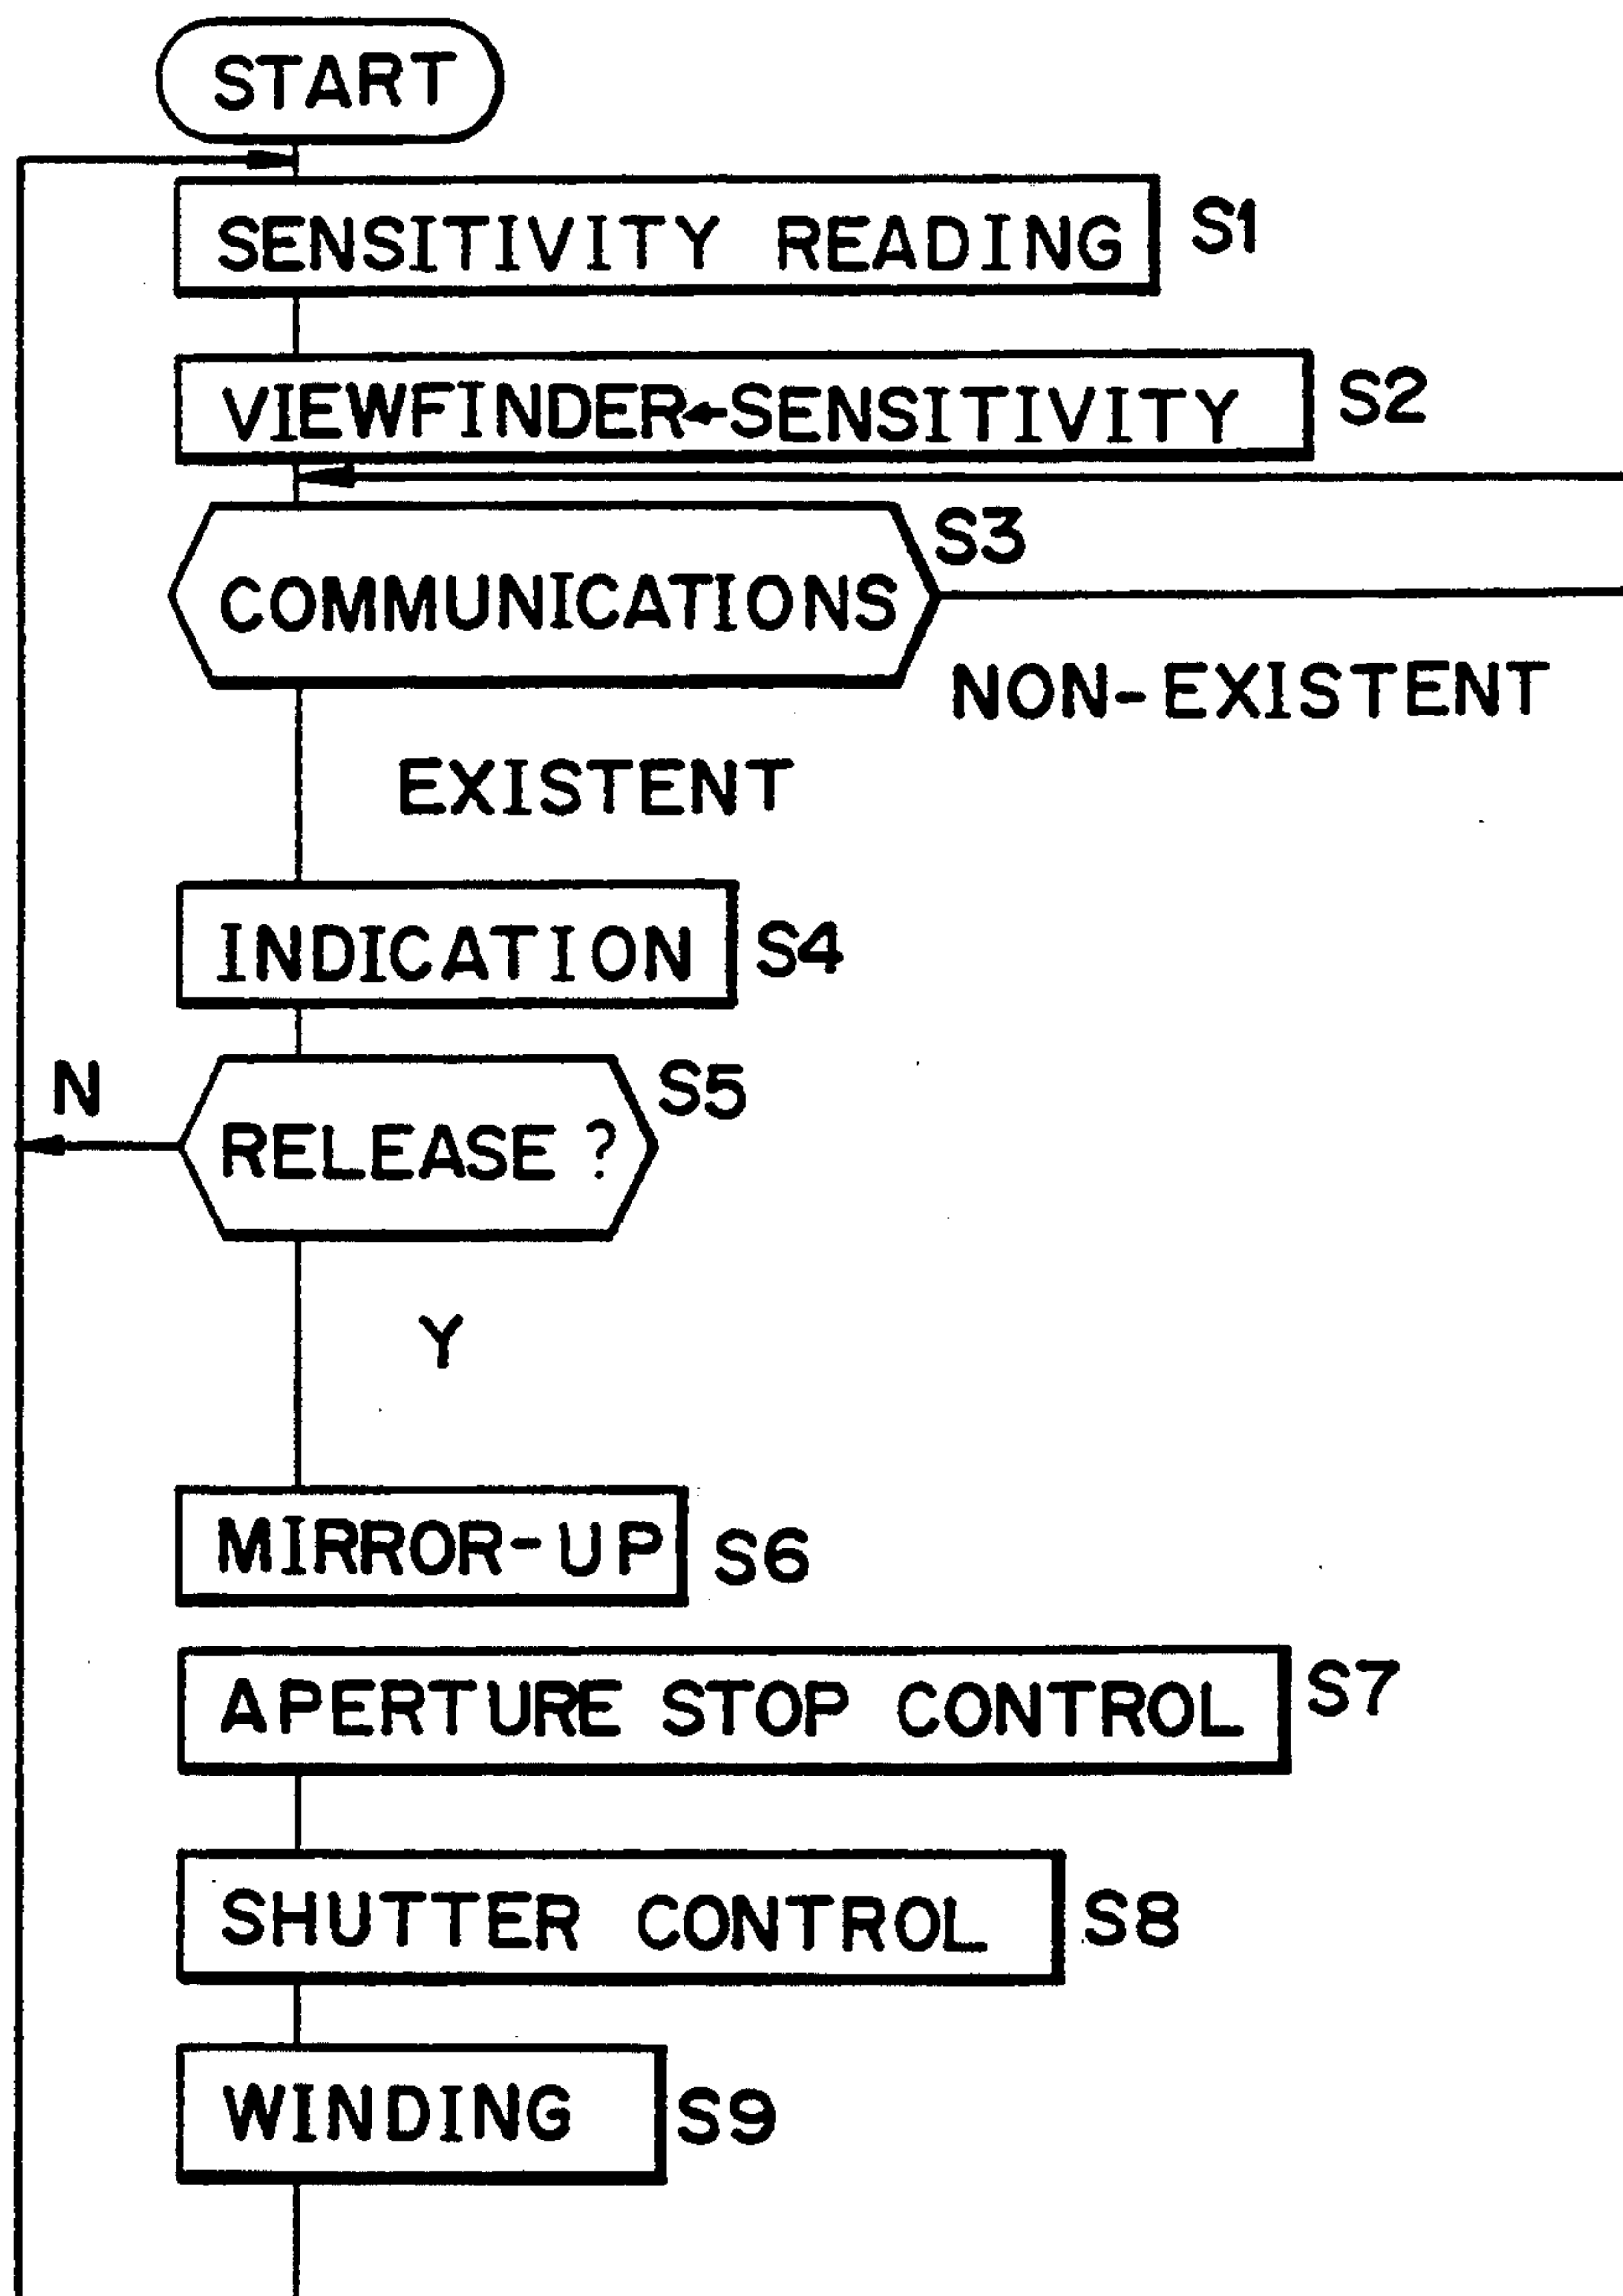 START
SENSITIVITY READING S1
VIEWFINDER←SENSITIVITY S2
COMMUNICATIONS S3
NON-EXISTENT
EXISTENT
INDICATION S4
N
RELEASE ? S5
Y
MIRROR-UP S6
APERTURE STOP CONTROL S7
SHUTTER CONTROL S8
WINDING S9